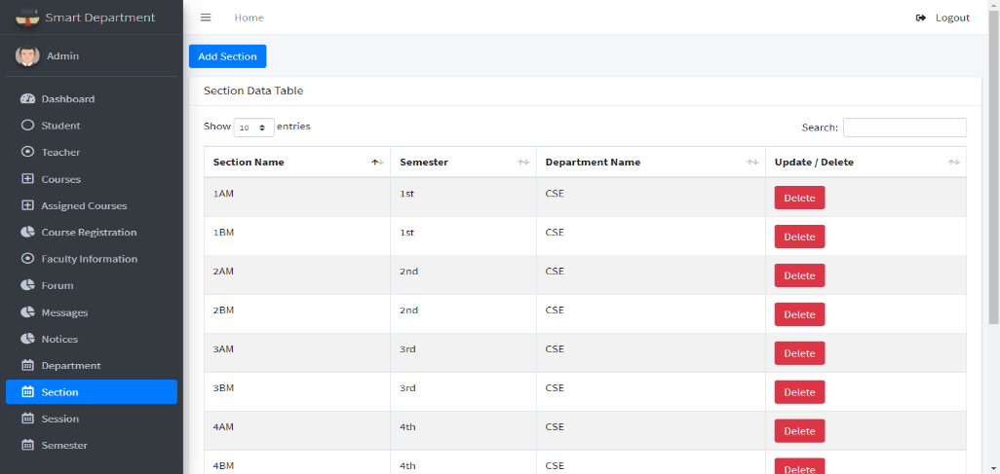 Smart Department
Home
Logout
Admin
Dashboard
Student
Teacher
Courses
Assigned Courses
Course Registration
Faculty Information
Forum
Messages
Notices
Department
Section
Session
Semester
Add Section
Section Data Table
Show 10 entries
Search:
Section Name Semester Department Name Update / Delete
1AM 1st CSE Delete
1BM 1st CSE Delete
2AM 2nd CSE Delete
2BM 2nd CSE Delete
3AM 3rd CSE Delete
3BM 3rd CSE Delete
4AM 4th CSE Delete
4BM 4th CSE Delete